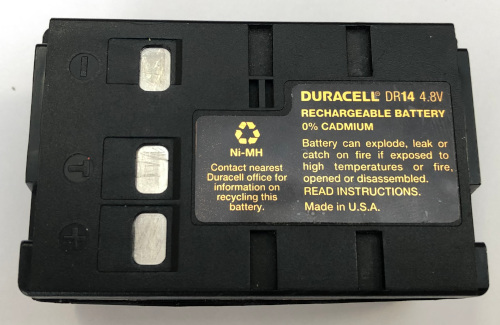 DURACELL® DR14 4.8V
RECHARGEABLE BATTERY
0% CADMIUM
Battery can explode, leak or
catch on fire if exposed to
high temperatures or fire,
opened or disassembled.
READ INSTRUCTIONS.
Made in U.S.A.
Ni-MH
Contact nearest
Duracell office for
information on
recycling this
battery.